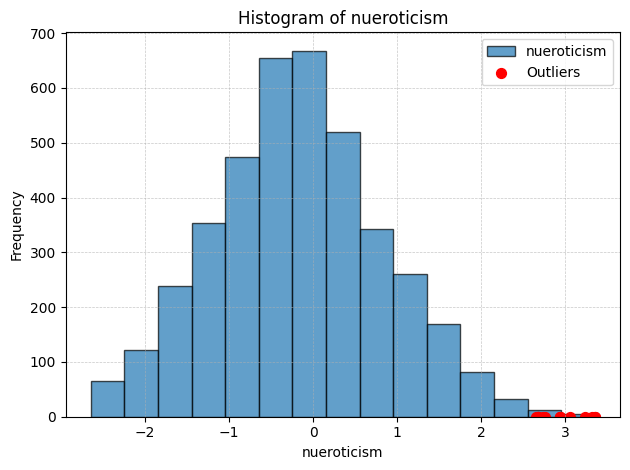 Histogram of nueroticism
nueroticism
Outliers
700
600
500
400
300
200
100
0
Frequency
−2 −1 0 1 2 3
nueroticism